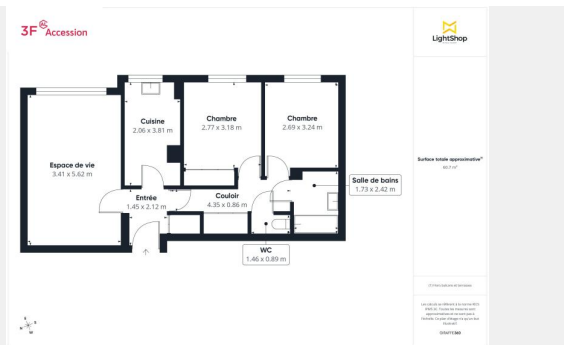 3F Accession
LightShop
Cuisine
2.06 x 3.81 m
Chambre
2.77 x 3.18 m
Chambre
2.69 x 3.24 m
Espace de vie
3.41 x 5.62 m
Entrée
1.45 x 2.12 m
Couloir
4.35 x 0.86 m
Salle de bains
1.73 x 2.42 m
WC
1.46 x 0.89 m
Surface totale approximative
GIRAFFE360